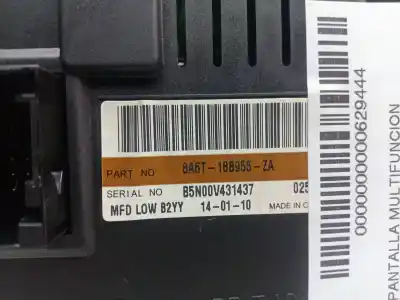 PART NO 8A6T-18B955-ZA
SERIAL NO B5N00V431437 025
MFD LOW B2YY 14-01-10 MADE IN
0000000000629444
PANTALLA MULTIFUNCION